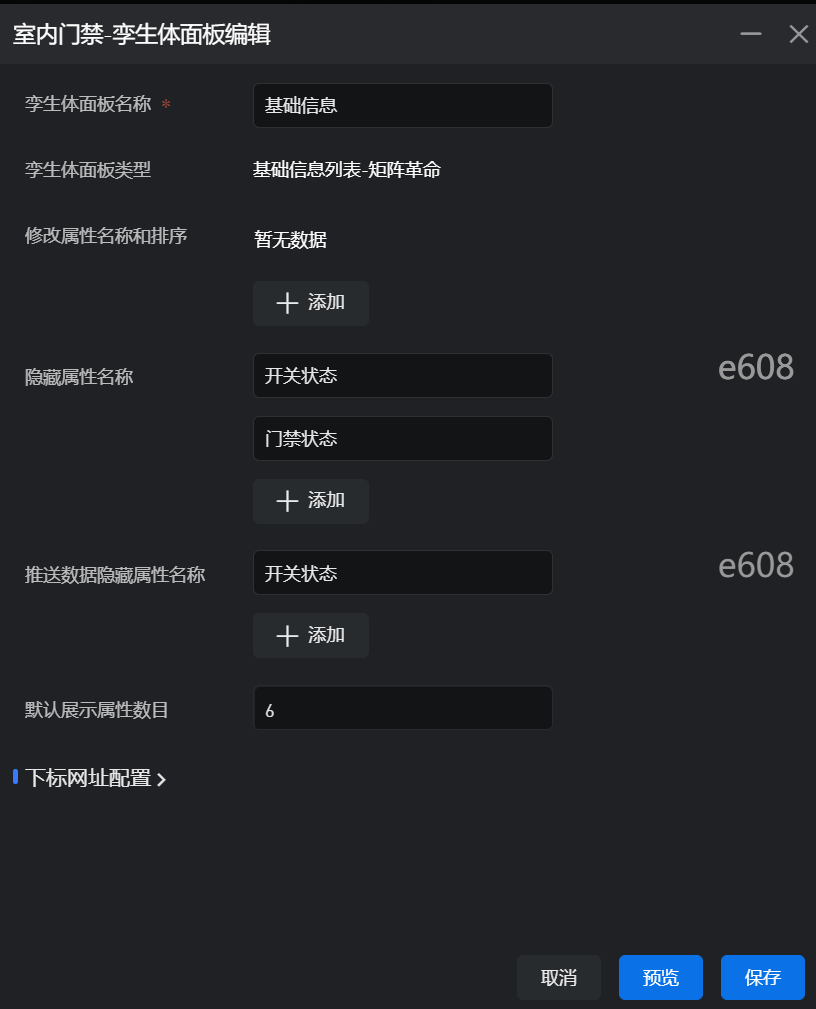 室内门禁-孪生体面板编辑
孪生体面板名称 * 基础信息
孪生体面板类型 基础信息列表-矩阵革命
修改属性名称和排序 暂无数据
添加
隐藏属性名称 开关状态 e608
门禁状态
添加
推送数据隐藏属性名称 开关状态 e608
添加
默认展示属性数目 6
下标网址配置
取消 预览 保存